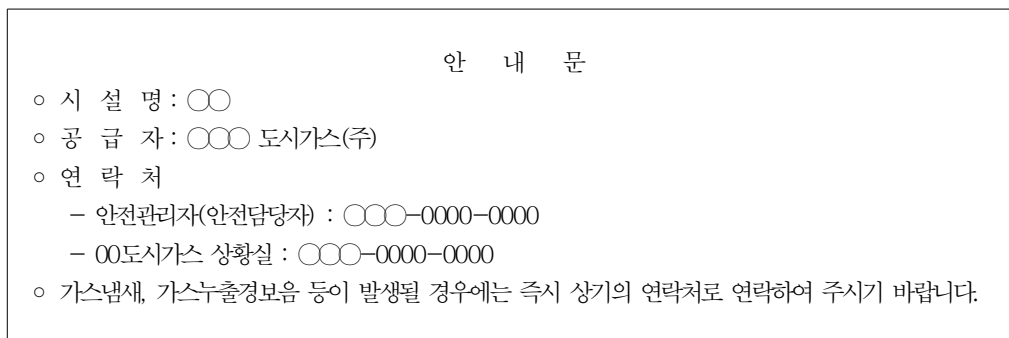 안 내 문
○ 시 설 명 : ○○
○ 공 급 자 : ○○○ 도시가스(주)
○ 연 락 처
- 안전관리자(안전담당자) : ○○○-0000-0000
- 00도시가스 상황실 : ○○○-0000-0000
○ 가스냄새, 가스누출경보음 등이 발생될 경우에는 즉시 상기의 연락처로 연락하여 주시기 바랍니다.